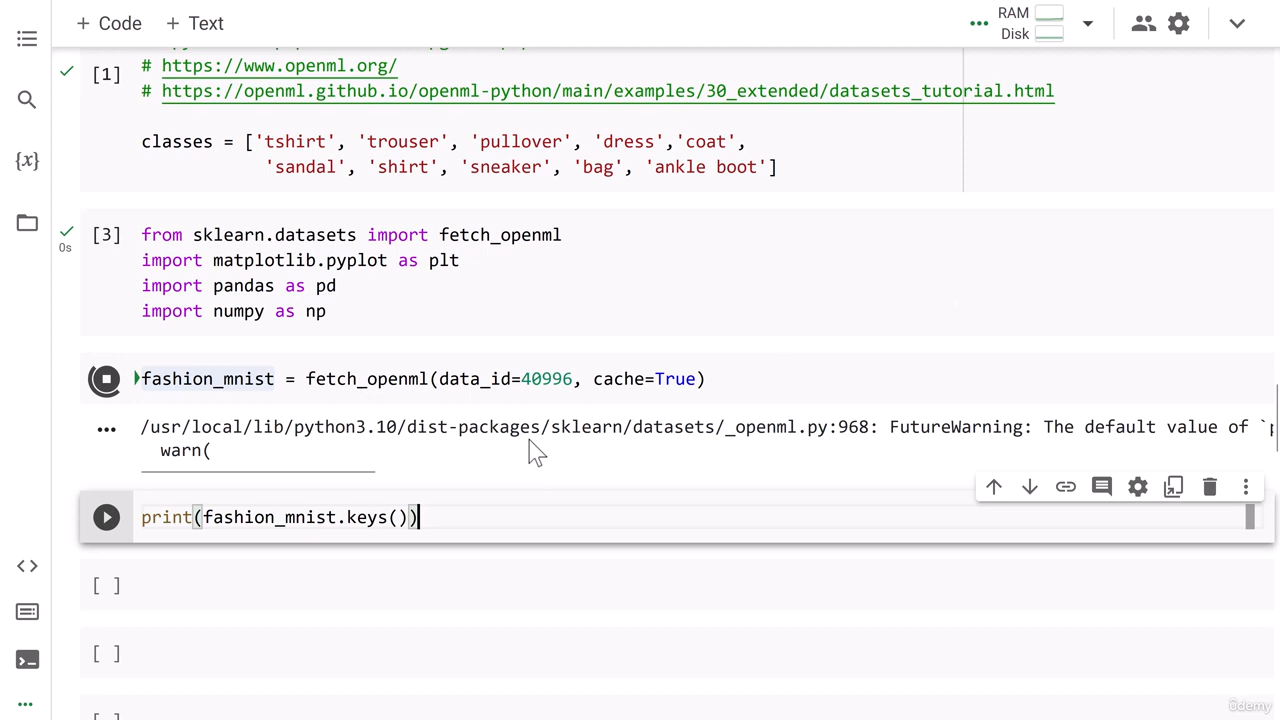 + Code + Text
RAM
Disk
[1]
# https://www.openml.org/
# https://openml.github.io/openml-python/main/examples/30_extended/datasets_tutorial.html
classes = ['tshirt', 'trouser', 'pullover', 'dress','coat',
'sandal', 'shirt', 'sneaker', 'bag', 'ankle boot']
[3]
0s
from sklearn.datasets import fetch_openml
import matplotlib.pyplot as plt
import pandas as pd
import numpy as np
fashion_mnist = fetch_openml(data_id=40996, cache=True)
/usr/local/lib/python3.10/dist-packages/sklearn/datasets/_openml.py:968: FutureWarning: The default value of `
warn(
print(fashion_mnist.keys())
[ ]
[ ]
{x}
udemy